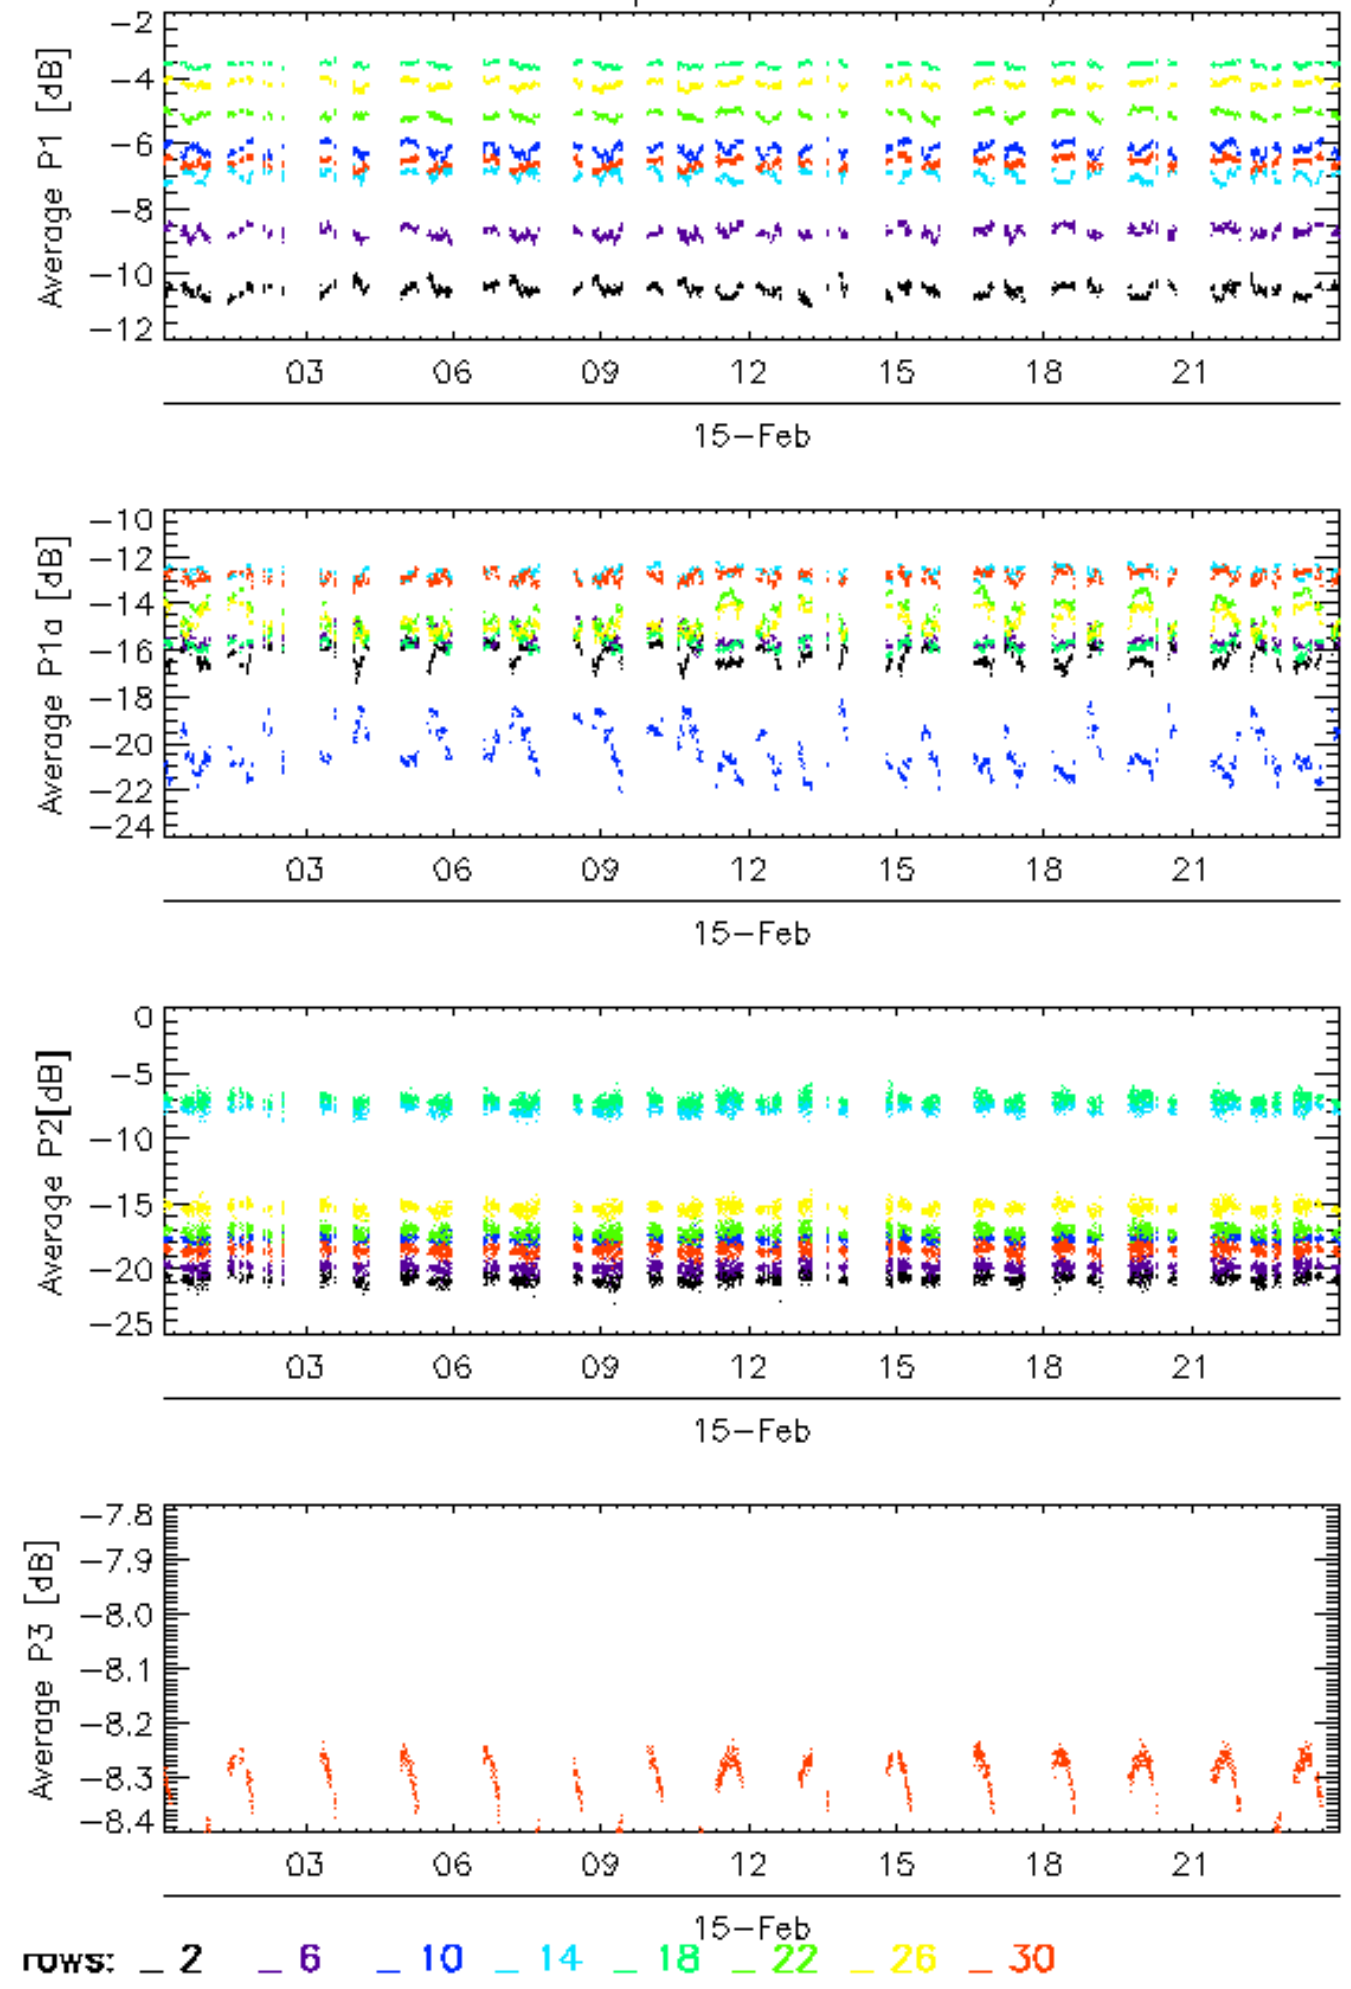 -2
-4
-6
-8
-10
-12
Average P1 [dB]
03 06 09 12 15 18 21
15-Feb
-10
-12
-14
-16
-18
-20
-22
-24
Average P1a [dB]
03 06 09 12 15 18 21
15-Feb
0
-5
-10
-15
-20
-25
Average P2[dB]
03 06 09 12 15 18 21
15-Feb
-7.8
-7.9
-8.0
-8.1
-8.2
-8.3
-8.4
Average P3 [dB]
03 06 09 12 15 18 21
15-Feb
rows: _ 2 _ 6 _ 10 _ 14 _ 18 _ 22 _ 26 _ 30